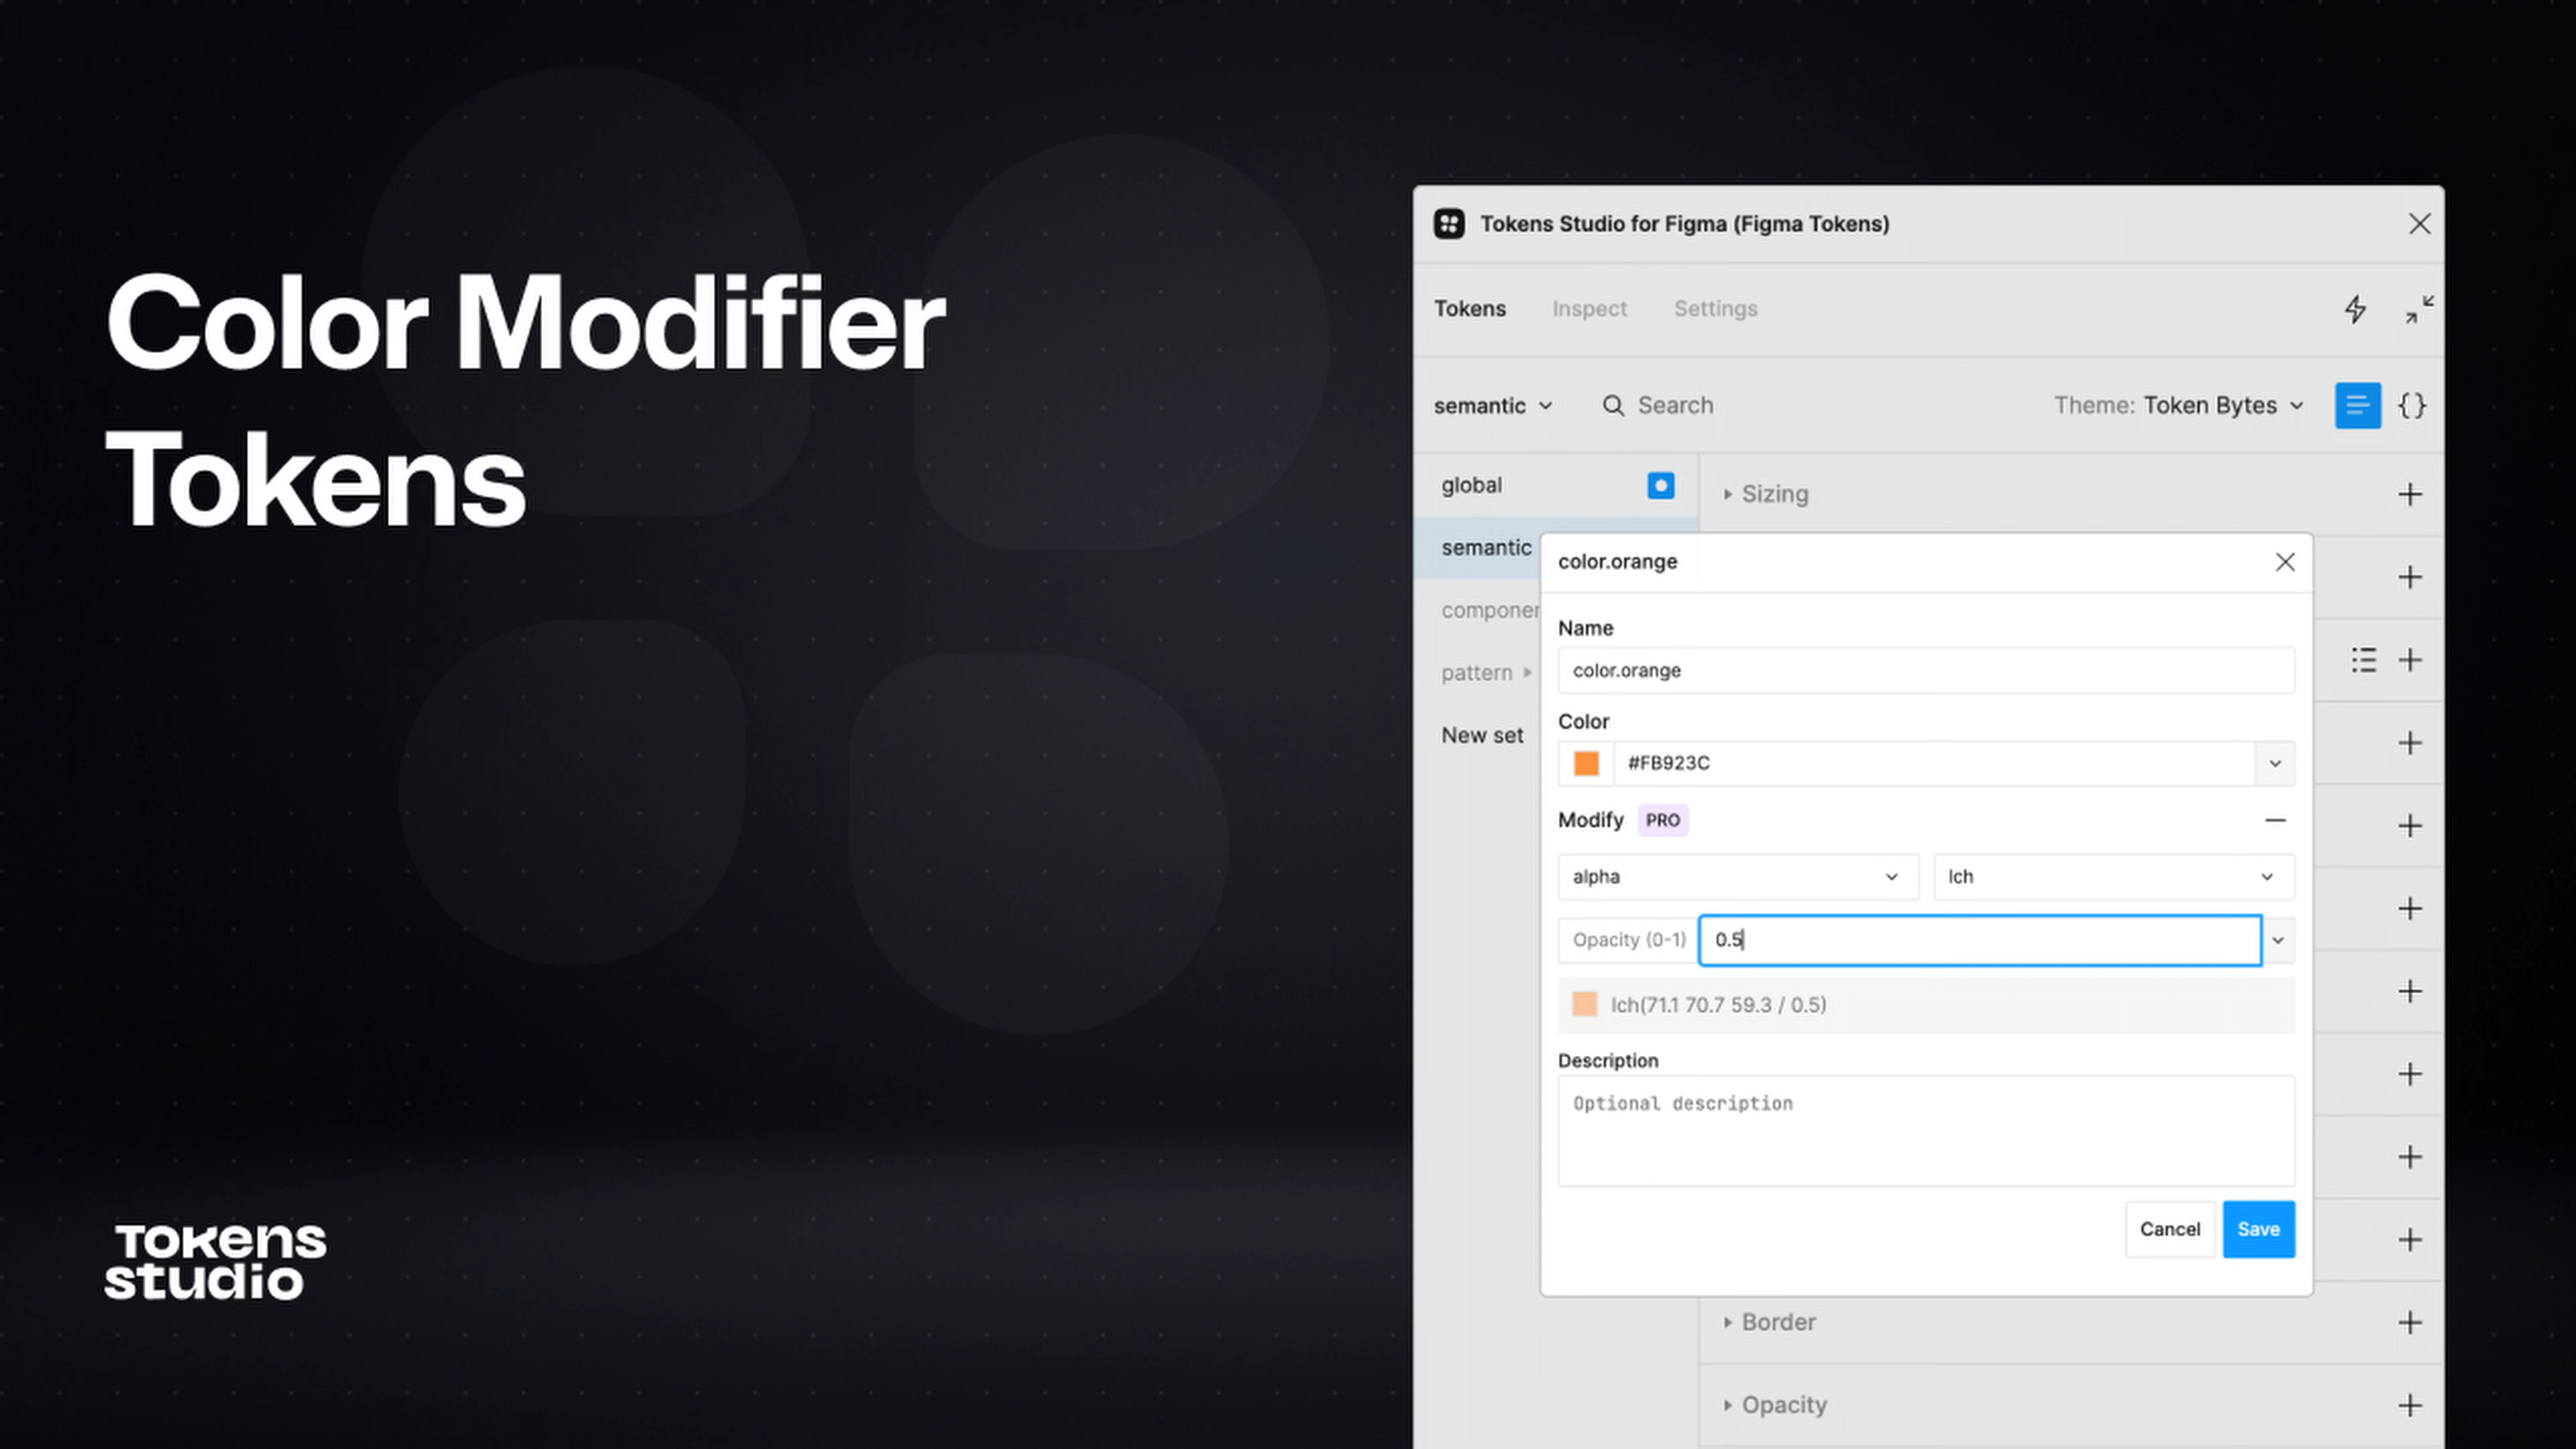 Color Modifier
Tokens
Tokens
studio
Tokens Studio for Figma (Figma Tokens)
Tokens Inspect Settings
semantic Search Theme: Token Bytes {}
global
semantic
componen
pattern
New set
Sizing
color.orange
Name
color.orange
Color
#FB923C
Modify PRO
alpha lch
Opacity (0-1) 0.5
lch(71.1 70.7 59.3 / 0.5)
Description
Optional description
Cancel Save
Border
Opacity